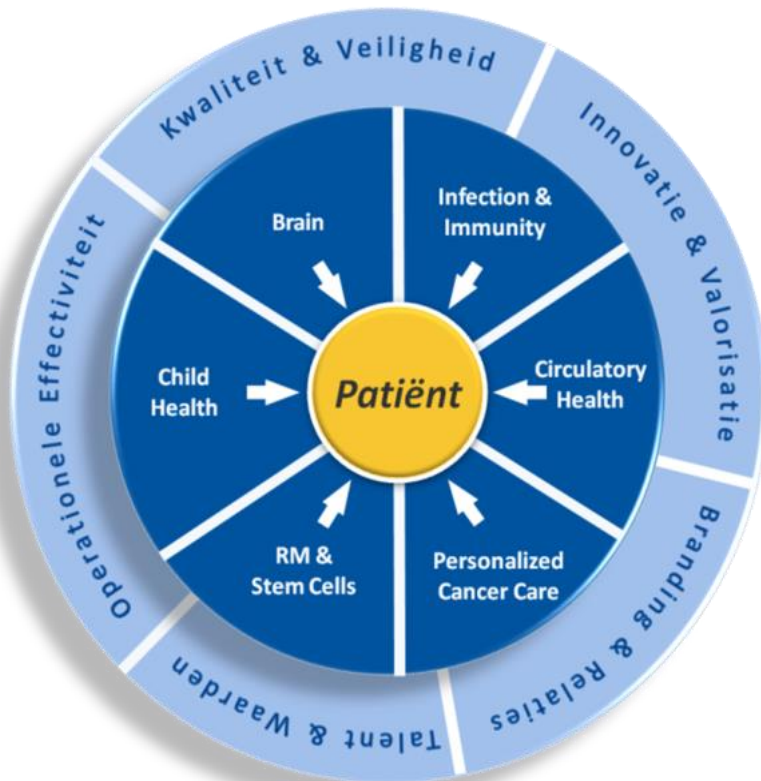 Kwaliteit & Veiligheid
Innovatie & Valorisatie
Branding & Relaties
Talent & Waarden
Operationele Effectiviteit
Brain
Infection &
Immunity
Circulatory
Health
Personalized
Cancer Care
RM &
Stem Cells
Child
Health
Patiënt